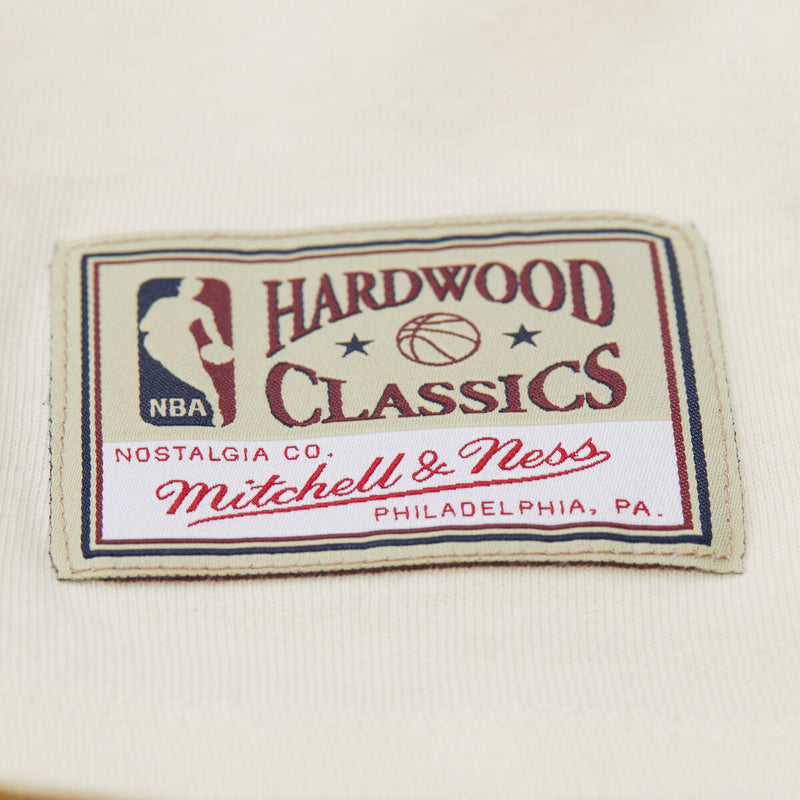 NBA
HARDWOOD
CLASSICS
NOSTALGIA CO.
Mitchell & Ness
PHILADELPHIA, PA.